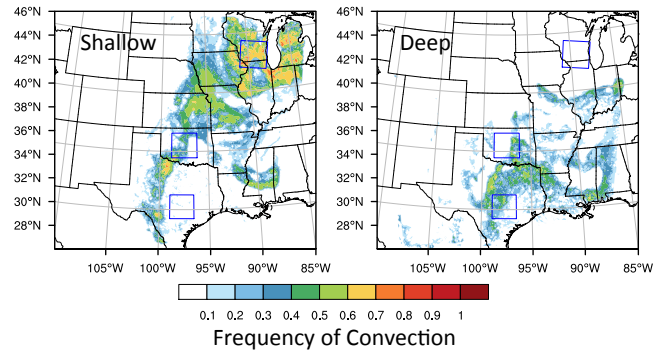 Shallow
Deep
46°N
44°N
42°N
40°N
38°N
36°N
34°N
32°N
30°N
28°N
46°N
44°N
42°N
40°N
38°N
36°N
34°N
32°N
30°N
28°N
105°W 100°W 95°W 90°W 85°W
105°W 100°W 95°W 90°W 85°W
0.1 0.2 0.3 0.4 0.5 0.6 0.7 0.8 0.9 1
Frequency of Convection